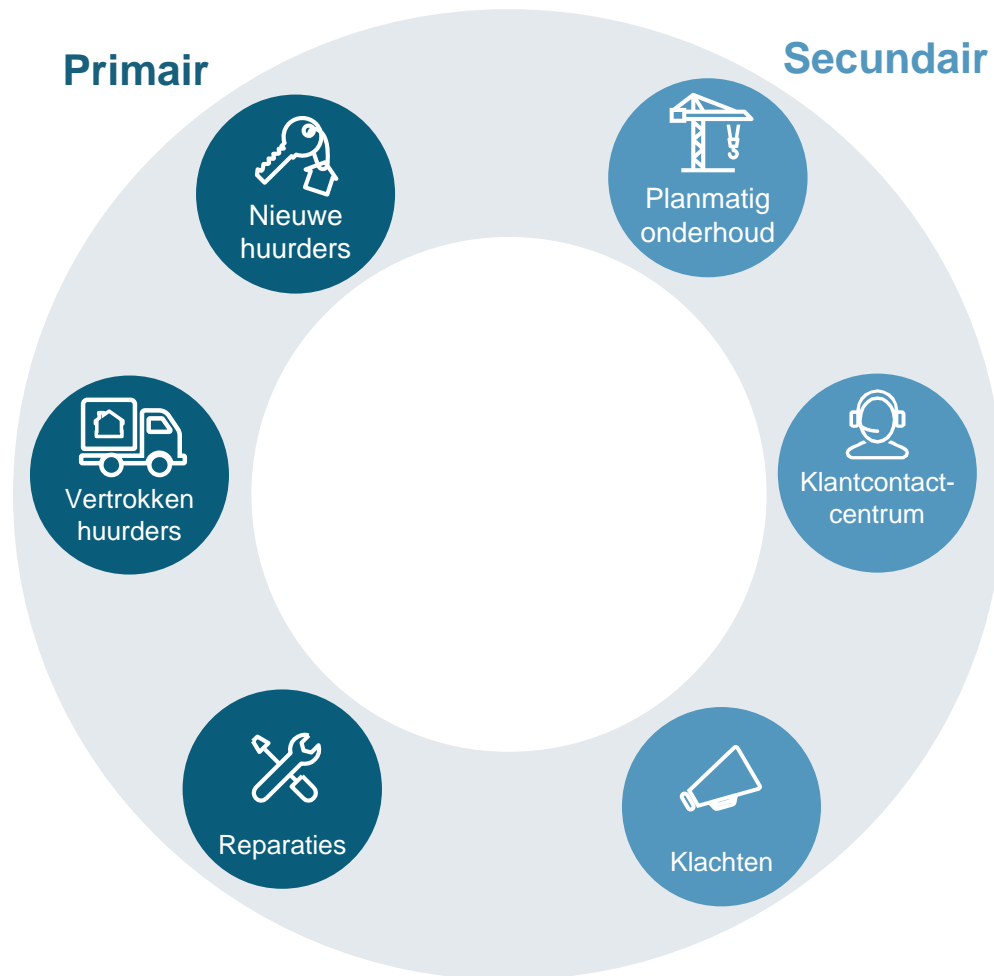 Primair
Secundair
Nieuwe
huurders
Planmatig
onderhoud
Vertrokken
huurders
Klantcontact-
centrum
Reparaties
Klachten